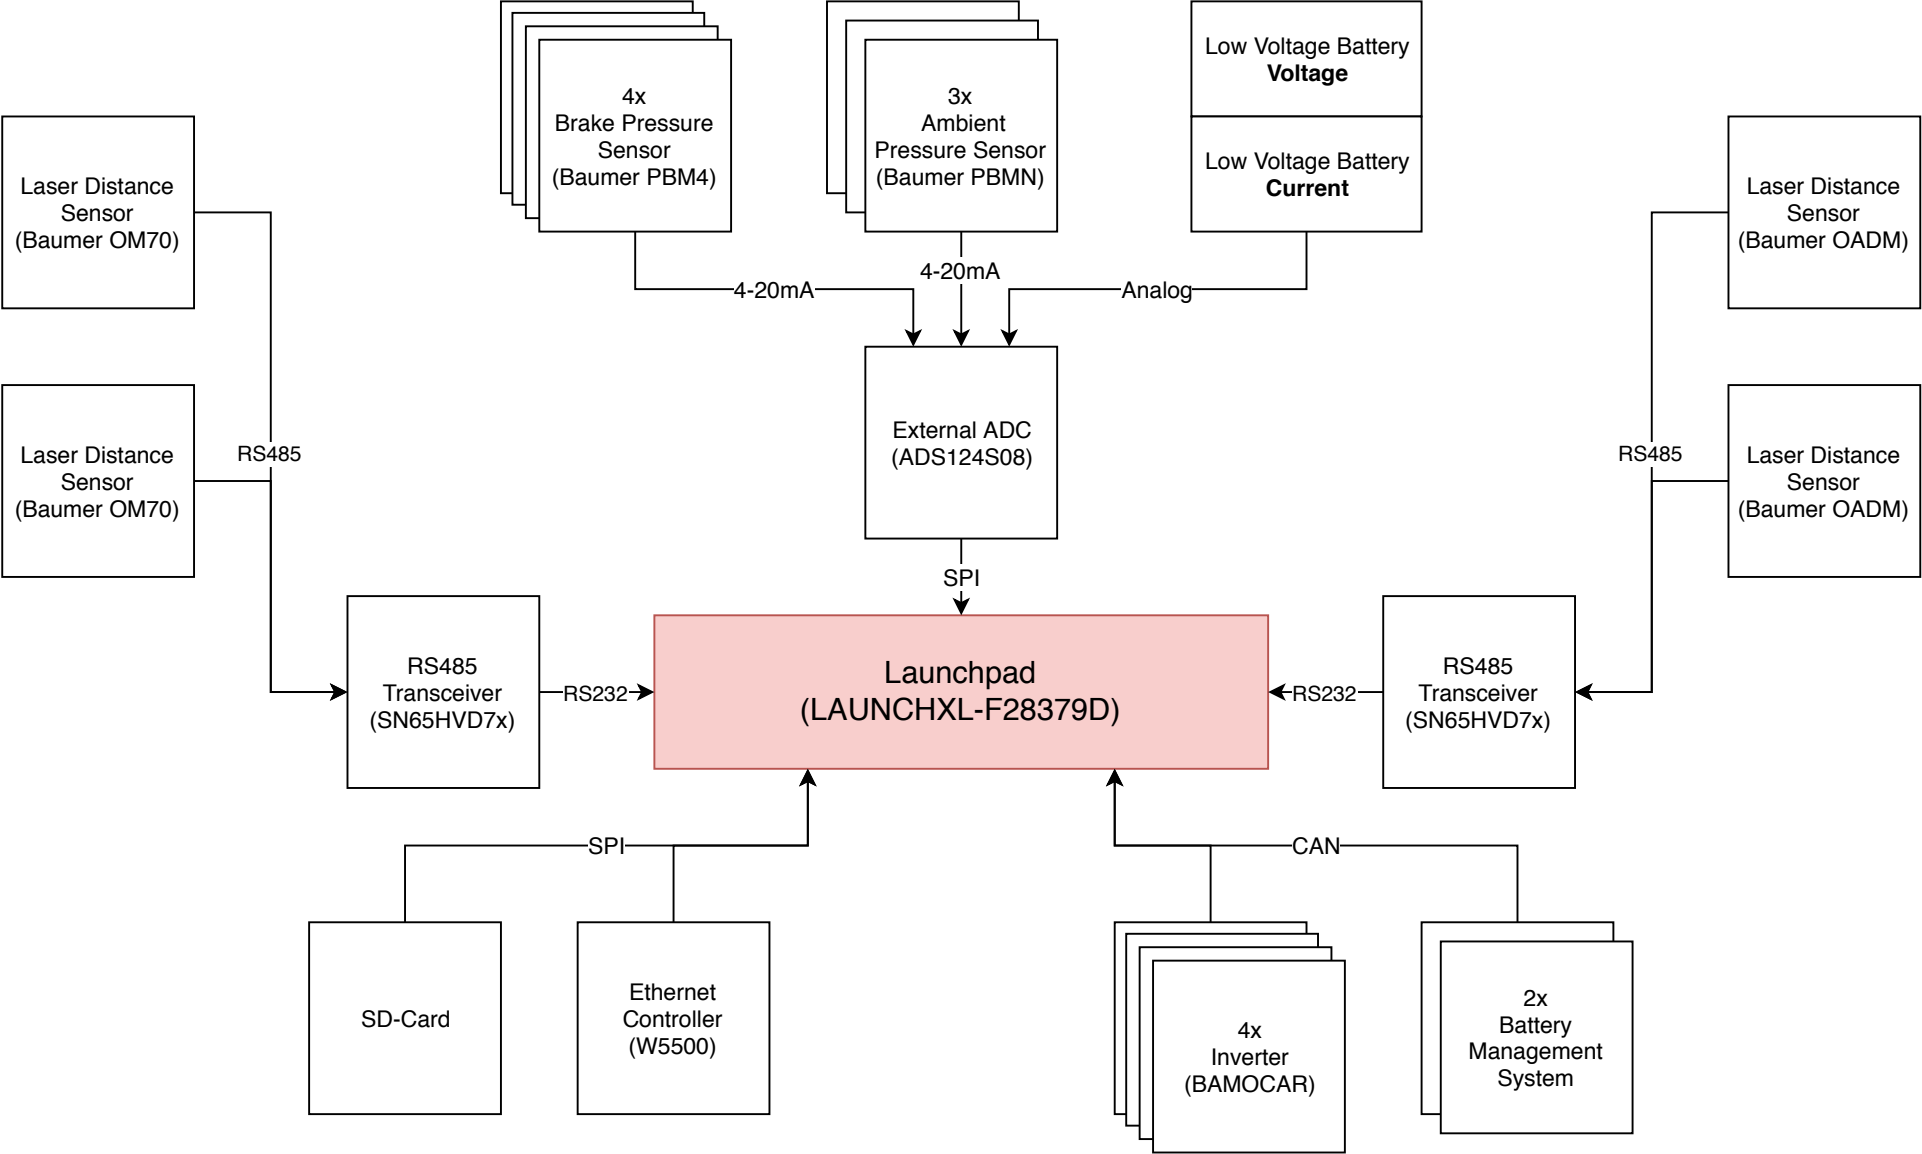 Low Voltage Battery
Voltage
4x
Brake Pressure
Sensor
(Baumer PBM4)
3x
Ambient
Pressure Sensor
(Baumer PBMN)
Low Voltage Battery
Current
Laser Distance
Sensor
(Baumer OM70)
Laser Distance
Sensor
(Baumer OADM)
4-20mA
4-20mA
Analog
Laser Distance
Sensor
(Baumer OM70)
RS485
External ADC
(ADS124S08)
RS485
Laser Distance
Sensor
(Baumer OADM)
SPI
RS485
Transceiver
(SN65HVD7x)
RS232
Launchpad
(LAUNCHXL-F28379D)
RS232
RS485
Transceiver
(SN65HVD7x)
SPI
CAN
SD-Card
Ethernet
Controller
(W5500)
4x
Inverter
(BAMOCAR)
2x
Battery
Management
System